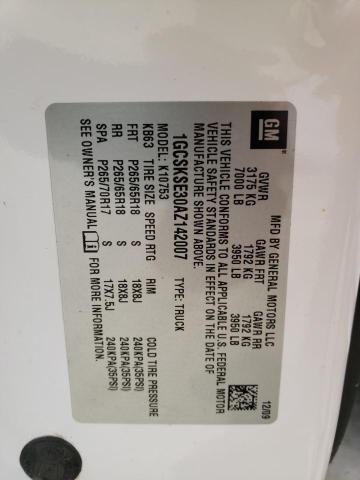 GM
MFD BY GENERAL MOTORS LLC
12/09
GVWR GAWR FRT GAWR RR
3175 KG 1792 KG 1792 KG
7000 LB 3950 LB 3950 LB
THIS VEHICLE CONFORMS TO ALL APPLICABLE U.S. FEDERAL MOTOR
VEHICLE SAFETY STANDARDS IN EFFECT ON THE DATE OF
MANUFACTURE SHOWN ABOVE.
1GCSKSE30AZ142007 TYPE: TRUCK
MODEL: K10753
KB63 TIRE SIZE SPEED RTG RIM COLD TIRE PRESSURE
FRT P265/65R18 S 18X8J 240KPA(35PSI)
RR P265/65R18 S 18X8J 240KPA(35PSI)
SPA P265/70R17 S 17X7.5J 240KPA(35PSI)
SEE OWNER'S MANUAL FOR MORE INFORMATION.